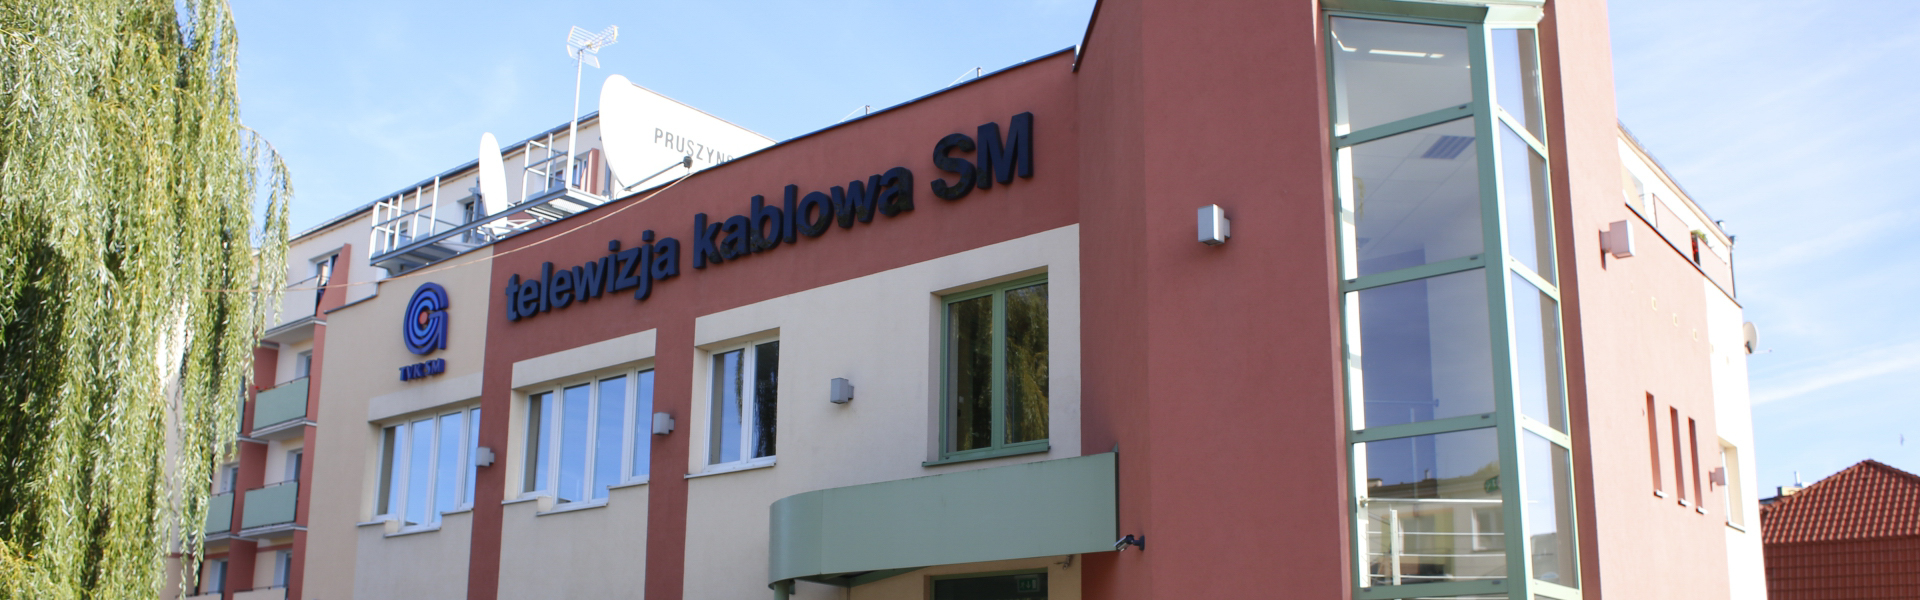 PRUSZYN
telewizja kablowa SM
TVK SM